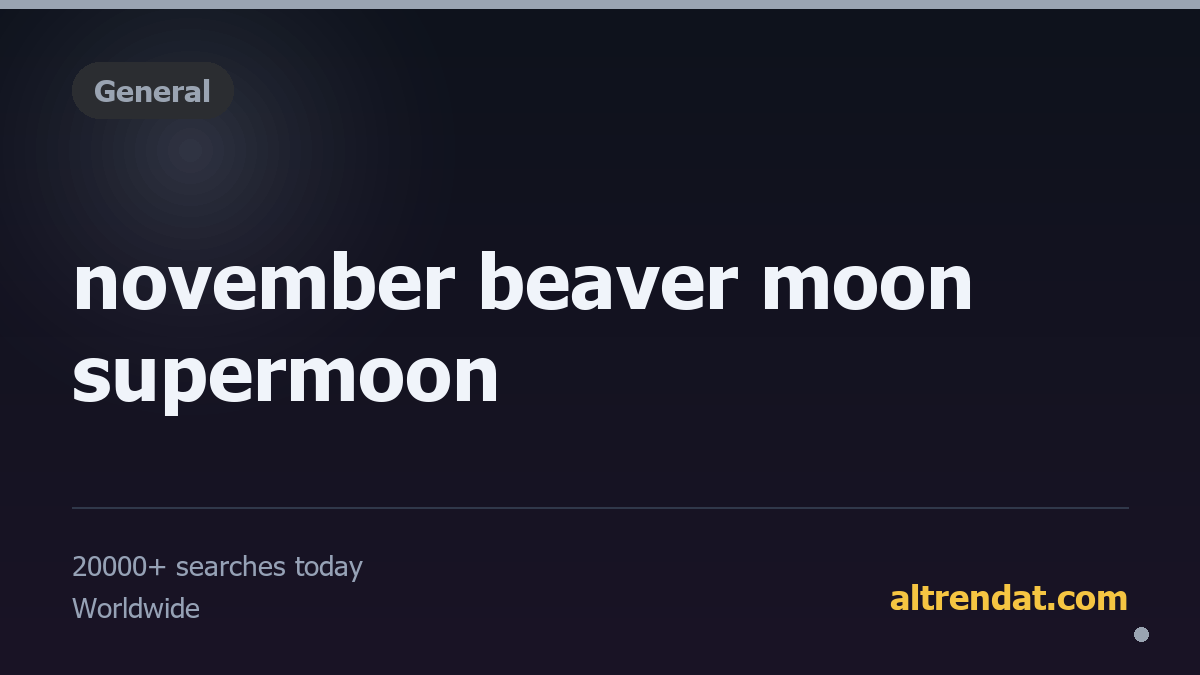 General
november beaver moon
supermoon
20000+ searches today
Worldwide
altrendat.com